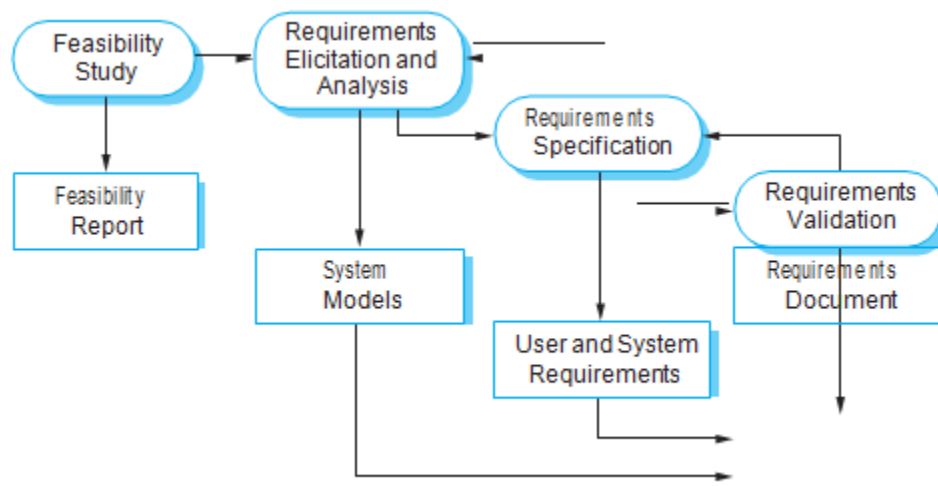 Feasibility
Study
Requirements
Elicitation and
Analysis
Requirements
Specification
Requirements
Validation
Feasibility
Report
System
Models
Requirements
Document
User and System
Requirements